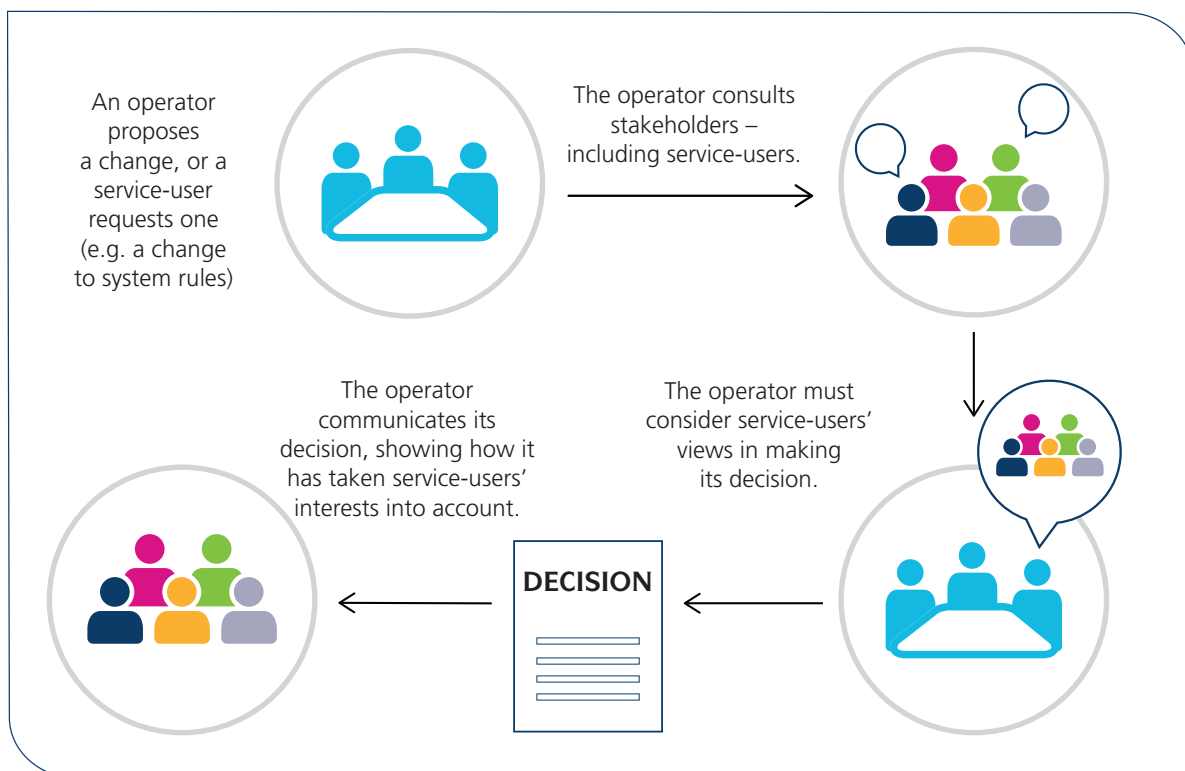 An operator
proposes
a change, or a
service-user
requests one
(e.g. a change
to system rules)
The operator consults
stakeholders –
including service-users.
The operator must
consider service-users’
views in making
its decision.
DECISION
The operator
communicates its
decision, showing how it
has taken service-users’
interests into account.